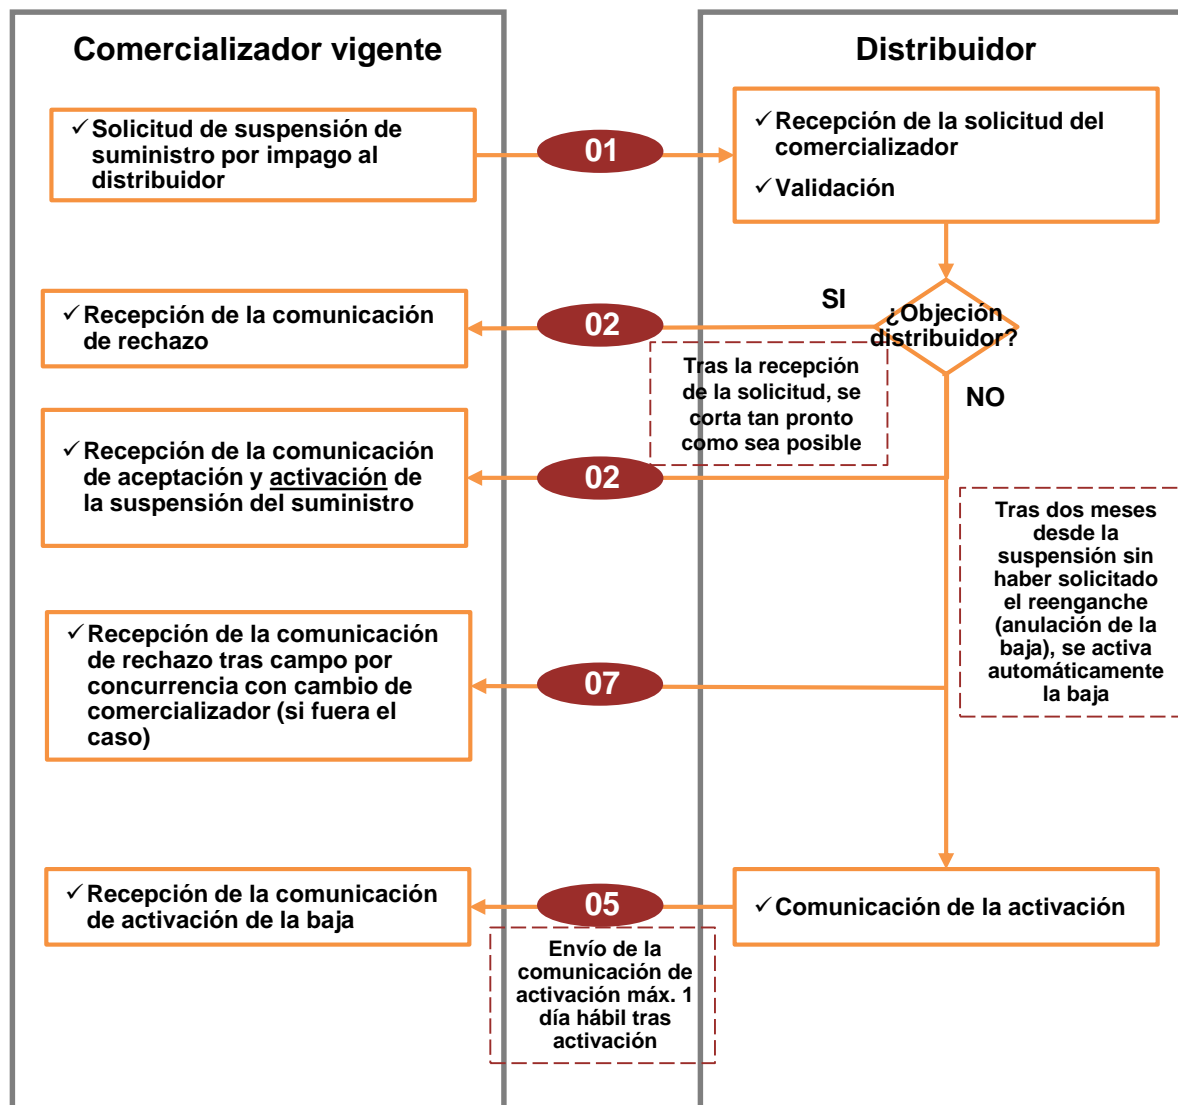 Comercializador vigente
Distribuidor
✓ Solicitud de suspensión de
suministro por impago al
distribuidor
01
✓ Recepción de la solicitud del
comercializador
✓ Validación
✓ Recepción de la comunicación
de rechazo
02
SI
¿Objeción
distribuidor?
Tras la recepción
de la solicitud, se
corta tan pronto
como sea posible
NO
✓ Recepción de la comunicación
de aceptación y activación de
la suspensión del suministro
02
Tras dos meses
desde la
suspensión sin
haber solicitado
el reenganche
(anulación de la
baja), se activa
automáticamente
la baja
✓ Recepción de la comunicación
de rechazo tras campo por
concurrencia con cambio de
comercializador (si fuera el
caso)
07
✓ Recepción de la comunicación
de activación de la baja
05
✓ Comunicación de la activación
Envío de la
comunicación de
activación máx. 1
día hábil tras
activación